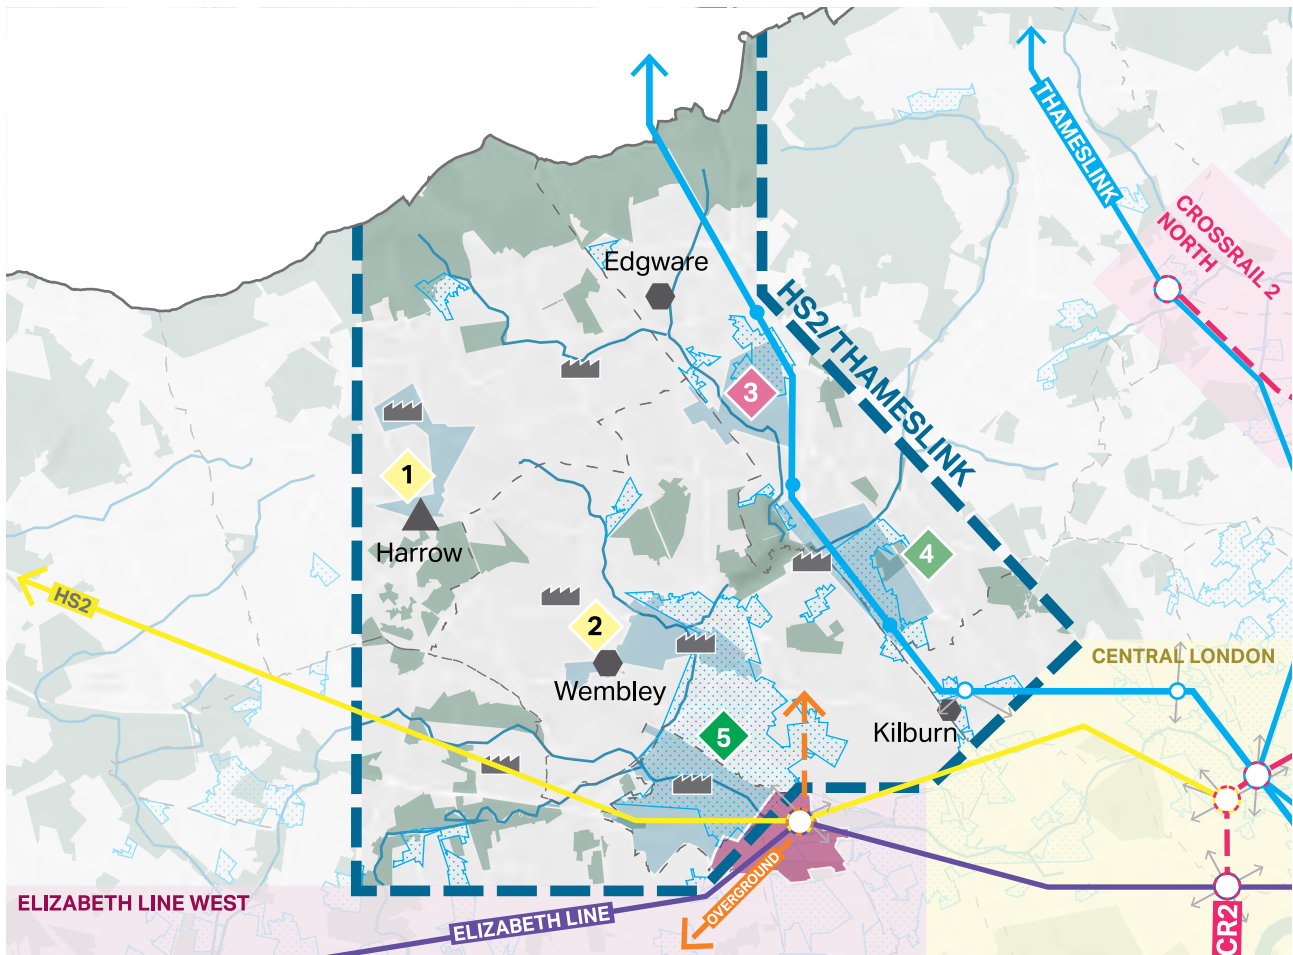 THAMESLINK
CROSSRAIL 2
NORTH
Edgware
HS2/THAMESLINK
3
1
Harrow
4
HS2
2
Wembley
CENTRAL LONDON
5
Kilburn
OVERGROUND
ELIZABETH LINE WEST
ELIZABETH LINE
CR2